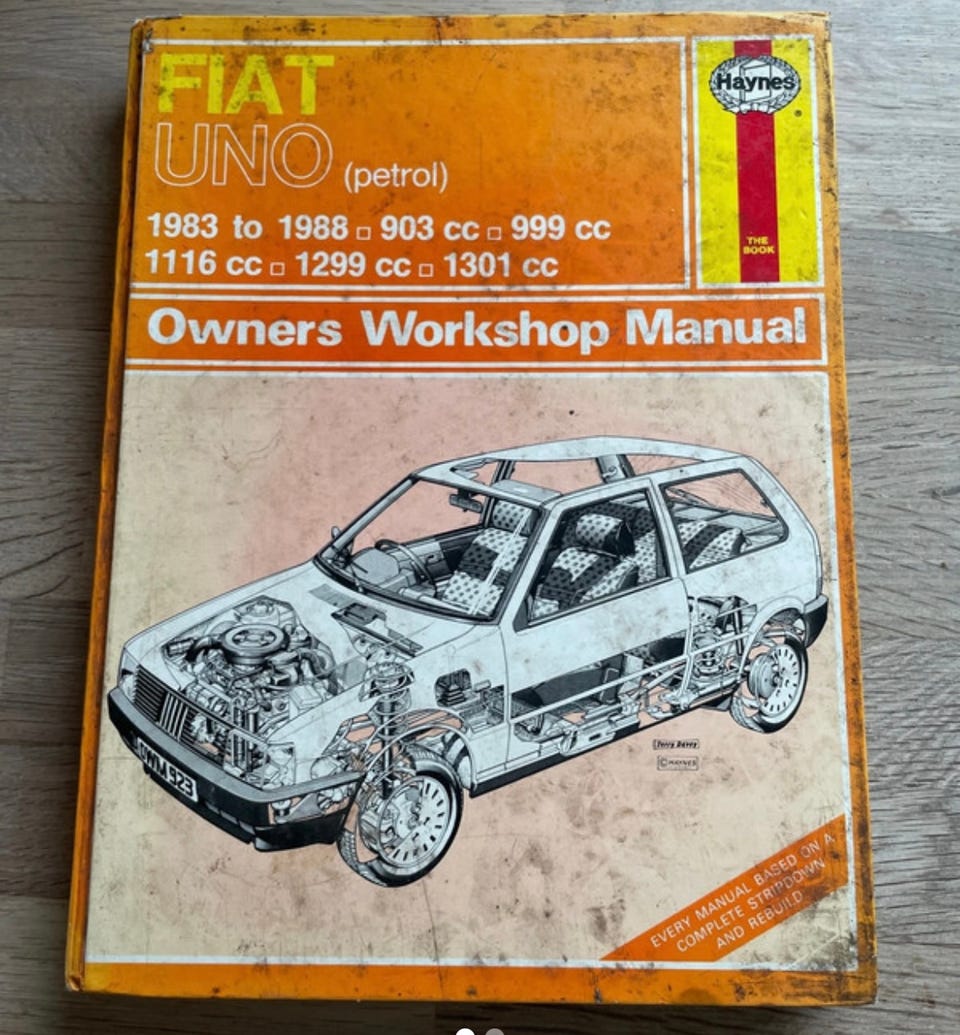 FIAT
UNO (petrol)
1983 to 1988 □ 903 cc □ 999 cc
1116 cc □ 1299 cc □ 1301 cc
Haynes
®
THE
BOOK
Owners Workshop Manual
OWM 923
Terry Davey
© HAYNES
EVERY MANUAL BASED ON A
COMPLETE STRIPDOWN
AND REBUILD